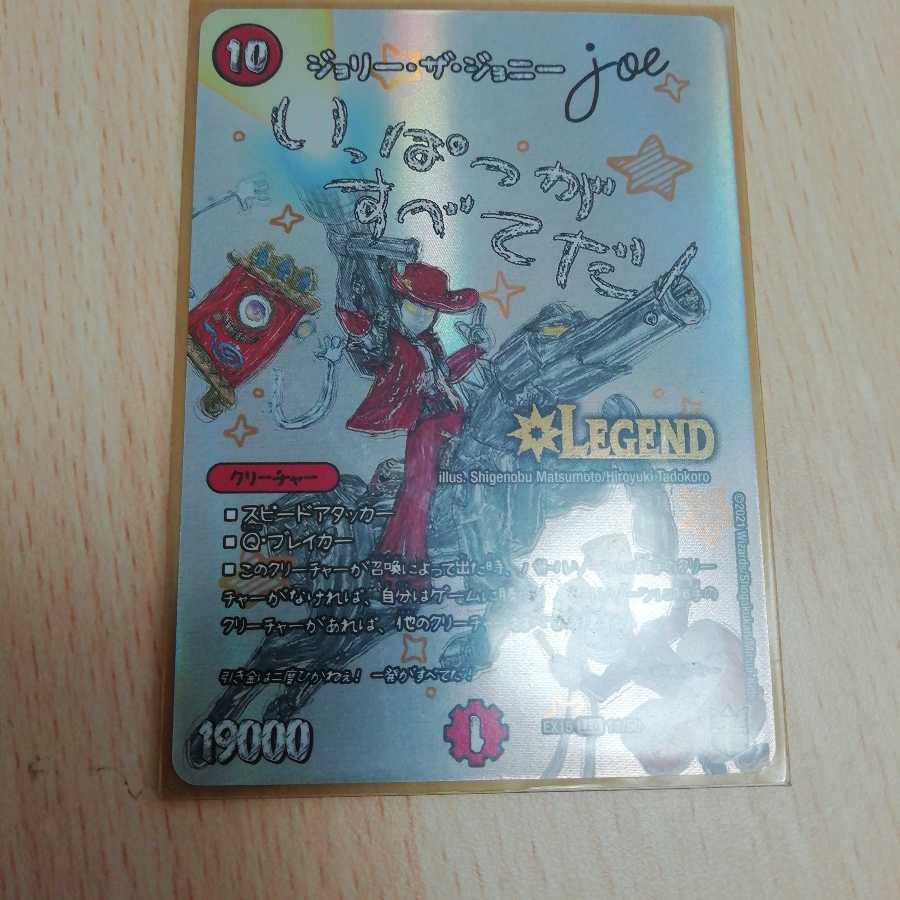 10
ジョリー・ザ・ジョニー joe
いっぱつが
すべてだ!
LEGEND
クリーチャー
illus. Shigenobu Matsumoto/Hiroyuki Tadokoro
■ スピードアタッカー
■ Q・ブレイカー
■ このクリーチャーが召喚によって出た時、
チャーがなければ、自分はゲームに
クリーチャーがあれば、他のクリーチャー
引き金は二度ひかねえ! 一発がすべてだ!
19000
1
EX15
©2021 Wizards/Shogakukan